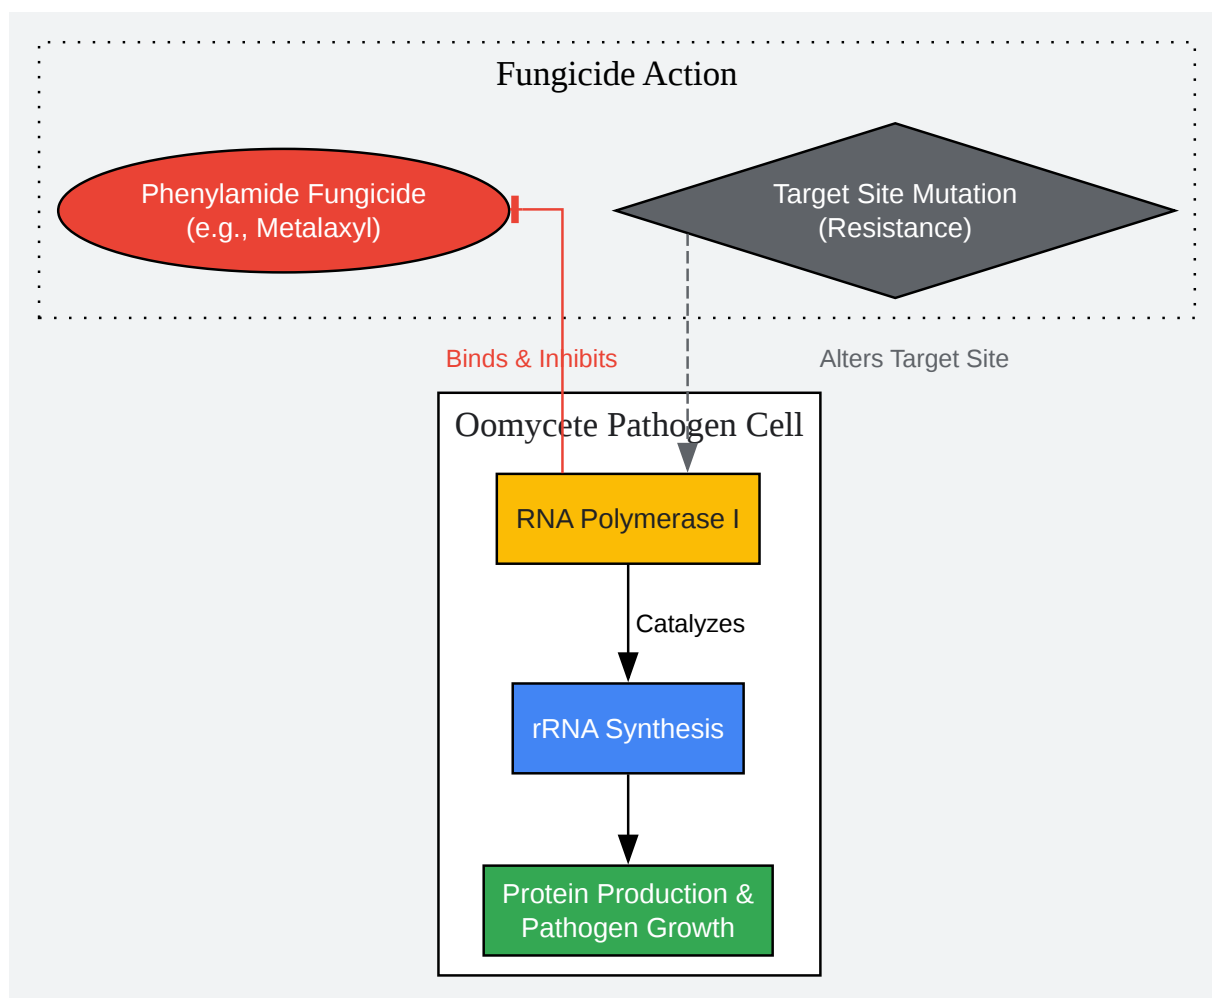 Fungicide Action
Phenylamide Fungicide
(e.g., Metalaxyl)
Target Site Mutation
(Resistance)
Binds & Inhibits
Alters Target Site
Oomycete Pathogen Cell
RNA Polymerase I
Catalyzes
rRNA Synthesis
Protein Production &
Pathogen Growth